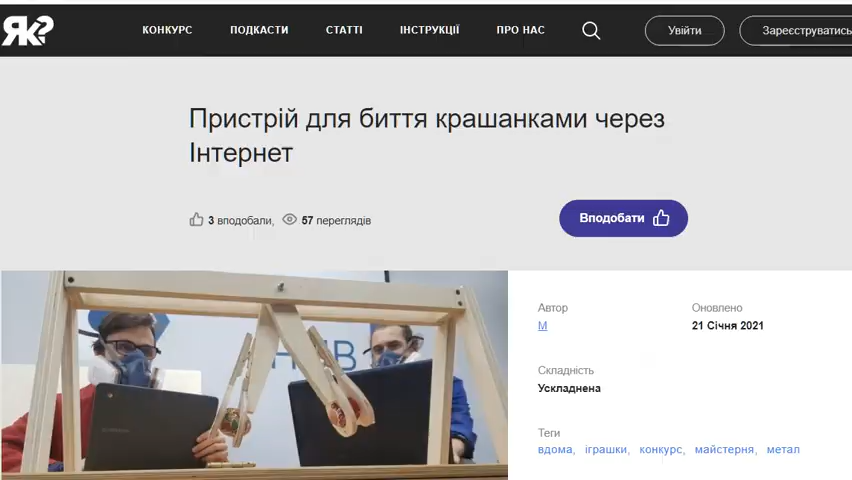 ЯК?
КОНКУРС ПОДКАСТИ СТАТТІ ІНСТРУКЦІЇ ПРО НАС Увійти Зареєструватись
Пристрій для биття крашанками через
Інтернет
3 вподобали, 57 переглядів
Вподобати
Автор
М
Оновлено
21 Січня 2021
Складність
Ускладнена
Теги
вдома, іграшки, конкурс, майстерня, метал